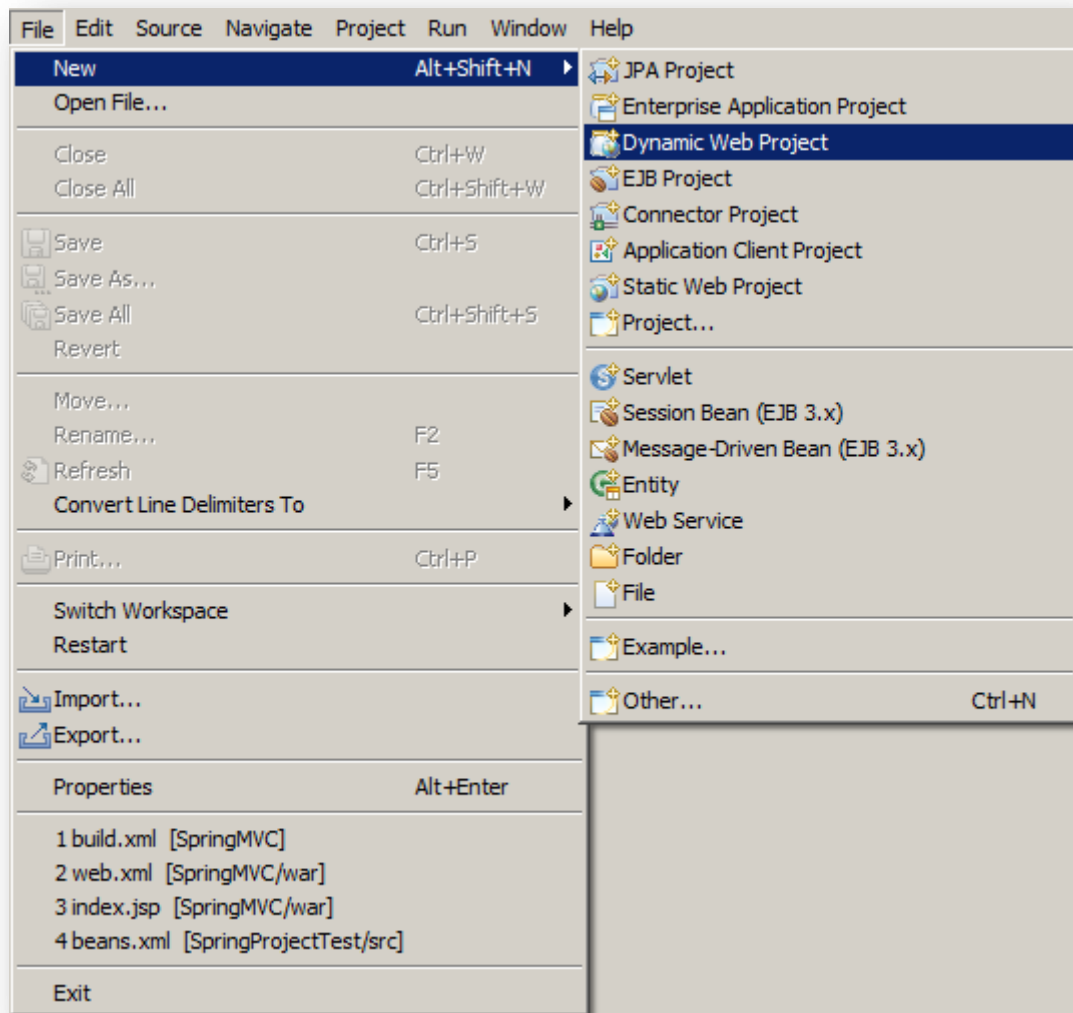 File Edit Source Navigate Project Run Window Help
New Alt+Shift+N
Open File...
Close Ctrl+W
Close All Ctrl+Shift+W
Save Ctrl+S
Save As...
Save All Ctrl+Shift+S
Revert
Move...
Rename... F2
Refresh F5
Convert Line Delimiters To
Print... Ctrl+P
Switch Workspace
Restart
Import...
Export...
Properties Alt+Enter
1 build.xml [SpringMVC]
2 web.xml [SpringMVC/war]
3 index.jsp [SpringMVC/war]
4 beans.xml [SpringProjectTest/src]
Exit
JPA Project
Enterprise Application Project
Dynamic Web Project
EJB Project
Connector Project
Application Client Project
Static Web Project
Project...
Servlet
Session Bean (EJB 3.x)
Message-Driven Bean (EJB 3.x)
Entity
Web Service
Folder
File
Example...
Other... Ctrl+N